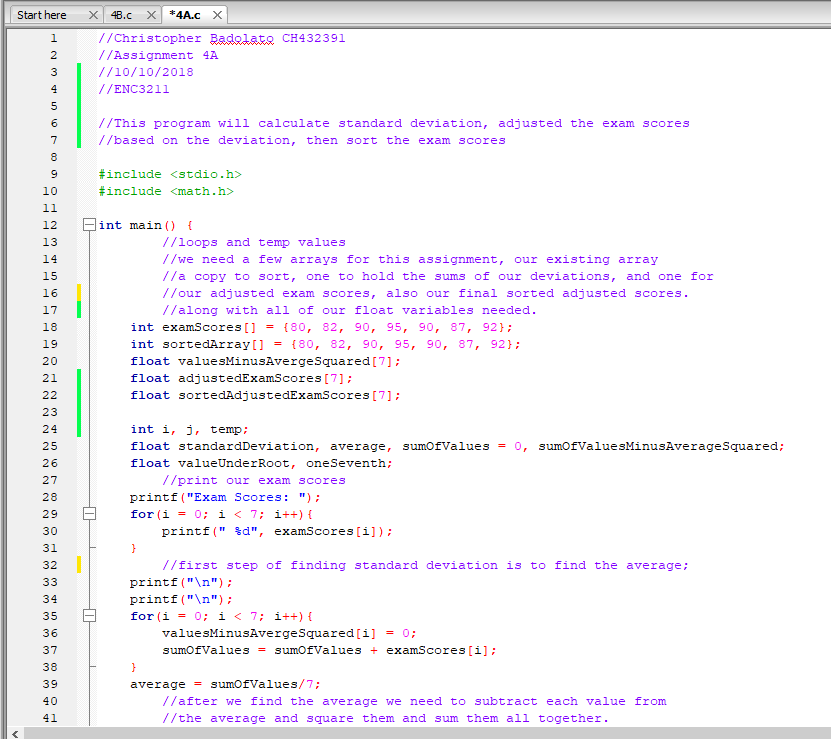 Start here 4B.c *4A.c
1 //Christopher Badolato CH432391
2 //Assignment 4A
3 //10/10/2018
4 //ENC3211
5
6 //This program will calculate standard deviation, adjusted the exam scores
7 //based on the deviation, then sort the exam scores
8
9 #include <stdio.h>
10 #include <math.h>
11
12 int main() {
13 //loops and temp values
14 //we need a few arrays for this assignment, our existing array
15 //a copy to sort, one to hold the sums of our deviations, and one for
16 //our adjusted exam scores, also our final sorted adjusted scores.
17 //along with all of our float variables needed.
18 int examScores[] = {80, 82, 90, 95, 90, 87, 92};
19 int sortedArray[] = {80, 82, 90, 95, 90, 87, 92};
20 float valuesMinusAvergeSquared[7];
21 float adjustedExamScores[7];
22 float sortedAdjustedExamScores[7];
23
24 int i, j, temp;
25 float standardDeviation, average, sumOfValues = 0, sumOfValuesMinusAverageSquared;
26 float valueUnderRoot, oneSeventh;
27 //print our exam scores
28 printf("Exam Scores: ");
29 for(i = 0; i < 7; i++){
30 printf(" %d", examScores[i]);
31 }
32 //first step of finding standard deviation is to find the average;
33 printf("\n");
34 printf("\n");
35 for(i = 0; i < 7; i++){
36 valuesMinusAvergeSquared[i] = 0;
37 sumOfValues = sumOfValues + examScores[i];
38 }
39 average = sumOfValues/7;
40 //after we find the average we need to subtract each value from
41 //the average and square them and sum them all together.